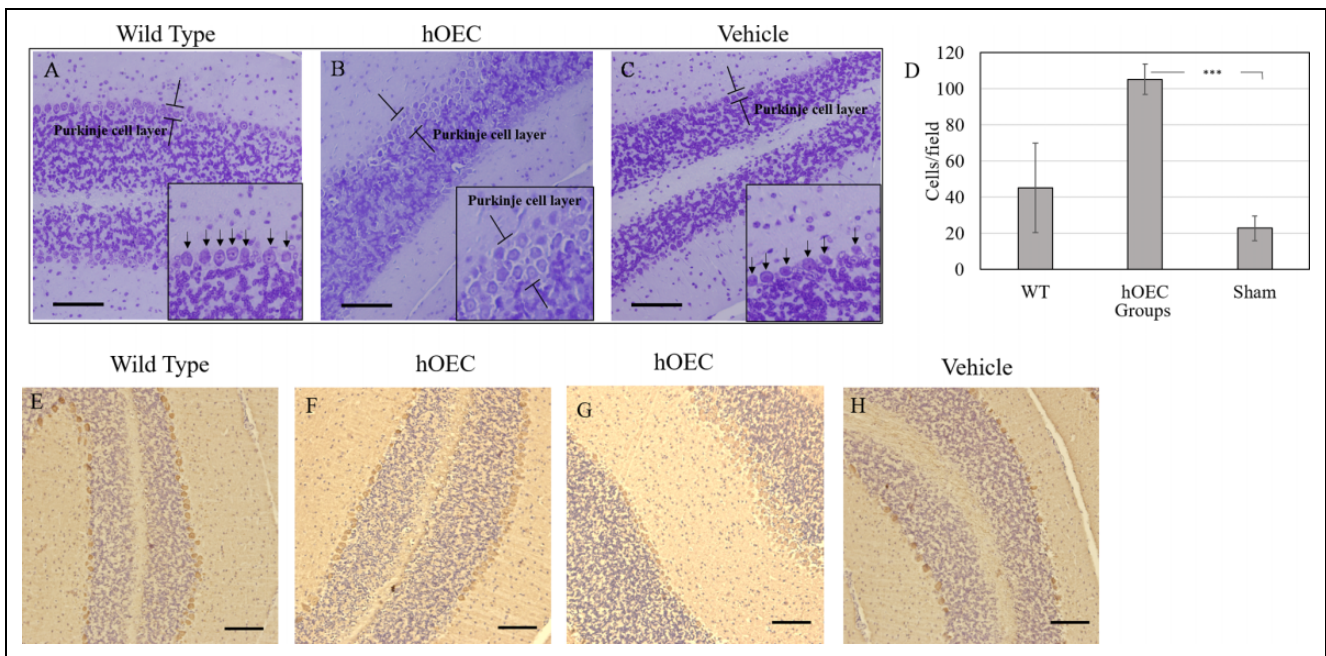 Wild Type
hOEC
Vehicle
A
Purkinje cell layer
B
Purkinje cell layer
Purkinje cell layer
C
Purkinje cell layer
D
Cells/field
120
100
80
60
40
20
0
***
WT
hOEC
Sham
Groups
Wild Type
hOEC
hOEC
Vehicle
E
F
G
H